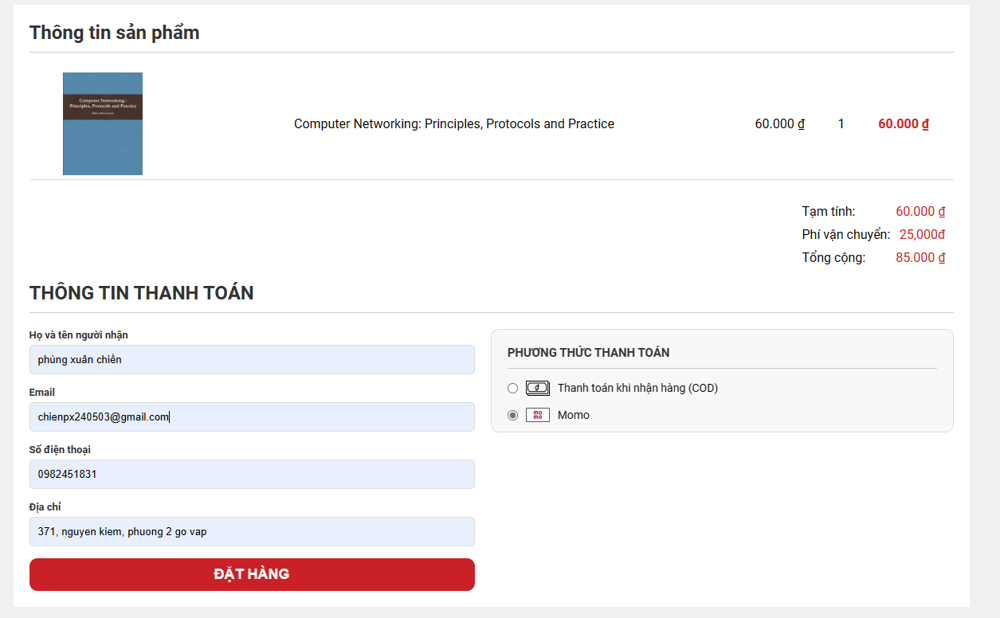 Thông tin sản phẩm
Computer Networking :
Principles, Protocols and Practice
Computer Networking: Principles, Protocols and Practice 60.000 ₫ 1 60.000 ₫
Tạm tính: 60.000 ₫
Phí vận chuyển: 25,000đ
Tổng cộng: 85.000 ₫
THÔNG TIN THANH TOÁN
Họ và tên người nhận
phùng xuân chiến
Email
chienpx240503@gmail.com
Số điện thoại
0982451831
Địa chỉ
371, nguyen kiem, phuong 2 go vap
ĐẶT HÀNG
PHƯƠNG THỨC THANH TOÁN
đ Thanh toán khi nhận hàng (COD)
mo
mo Momo